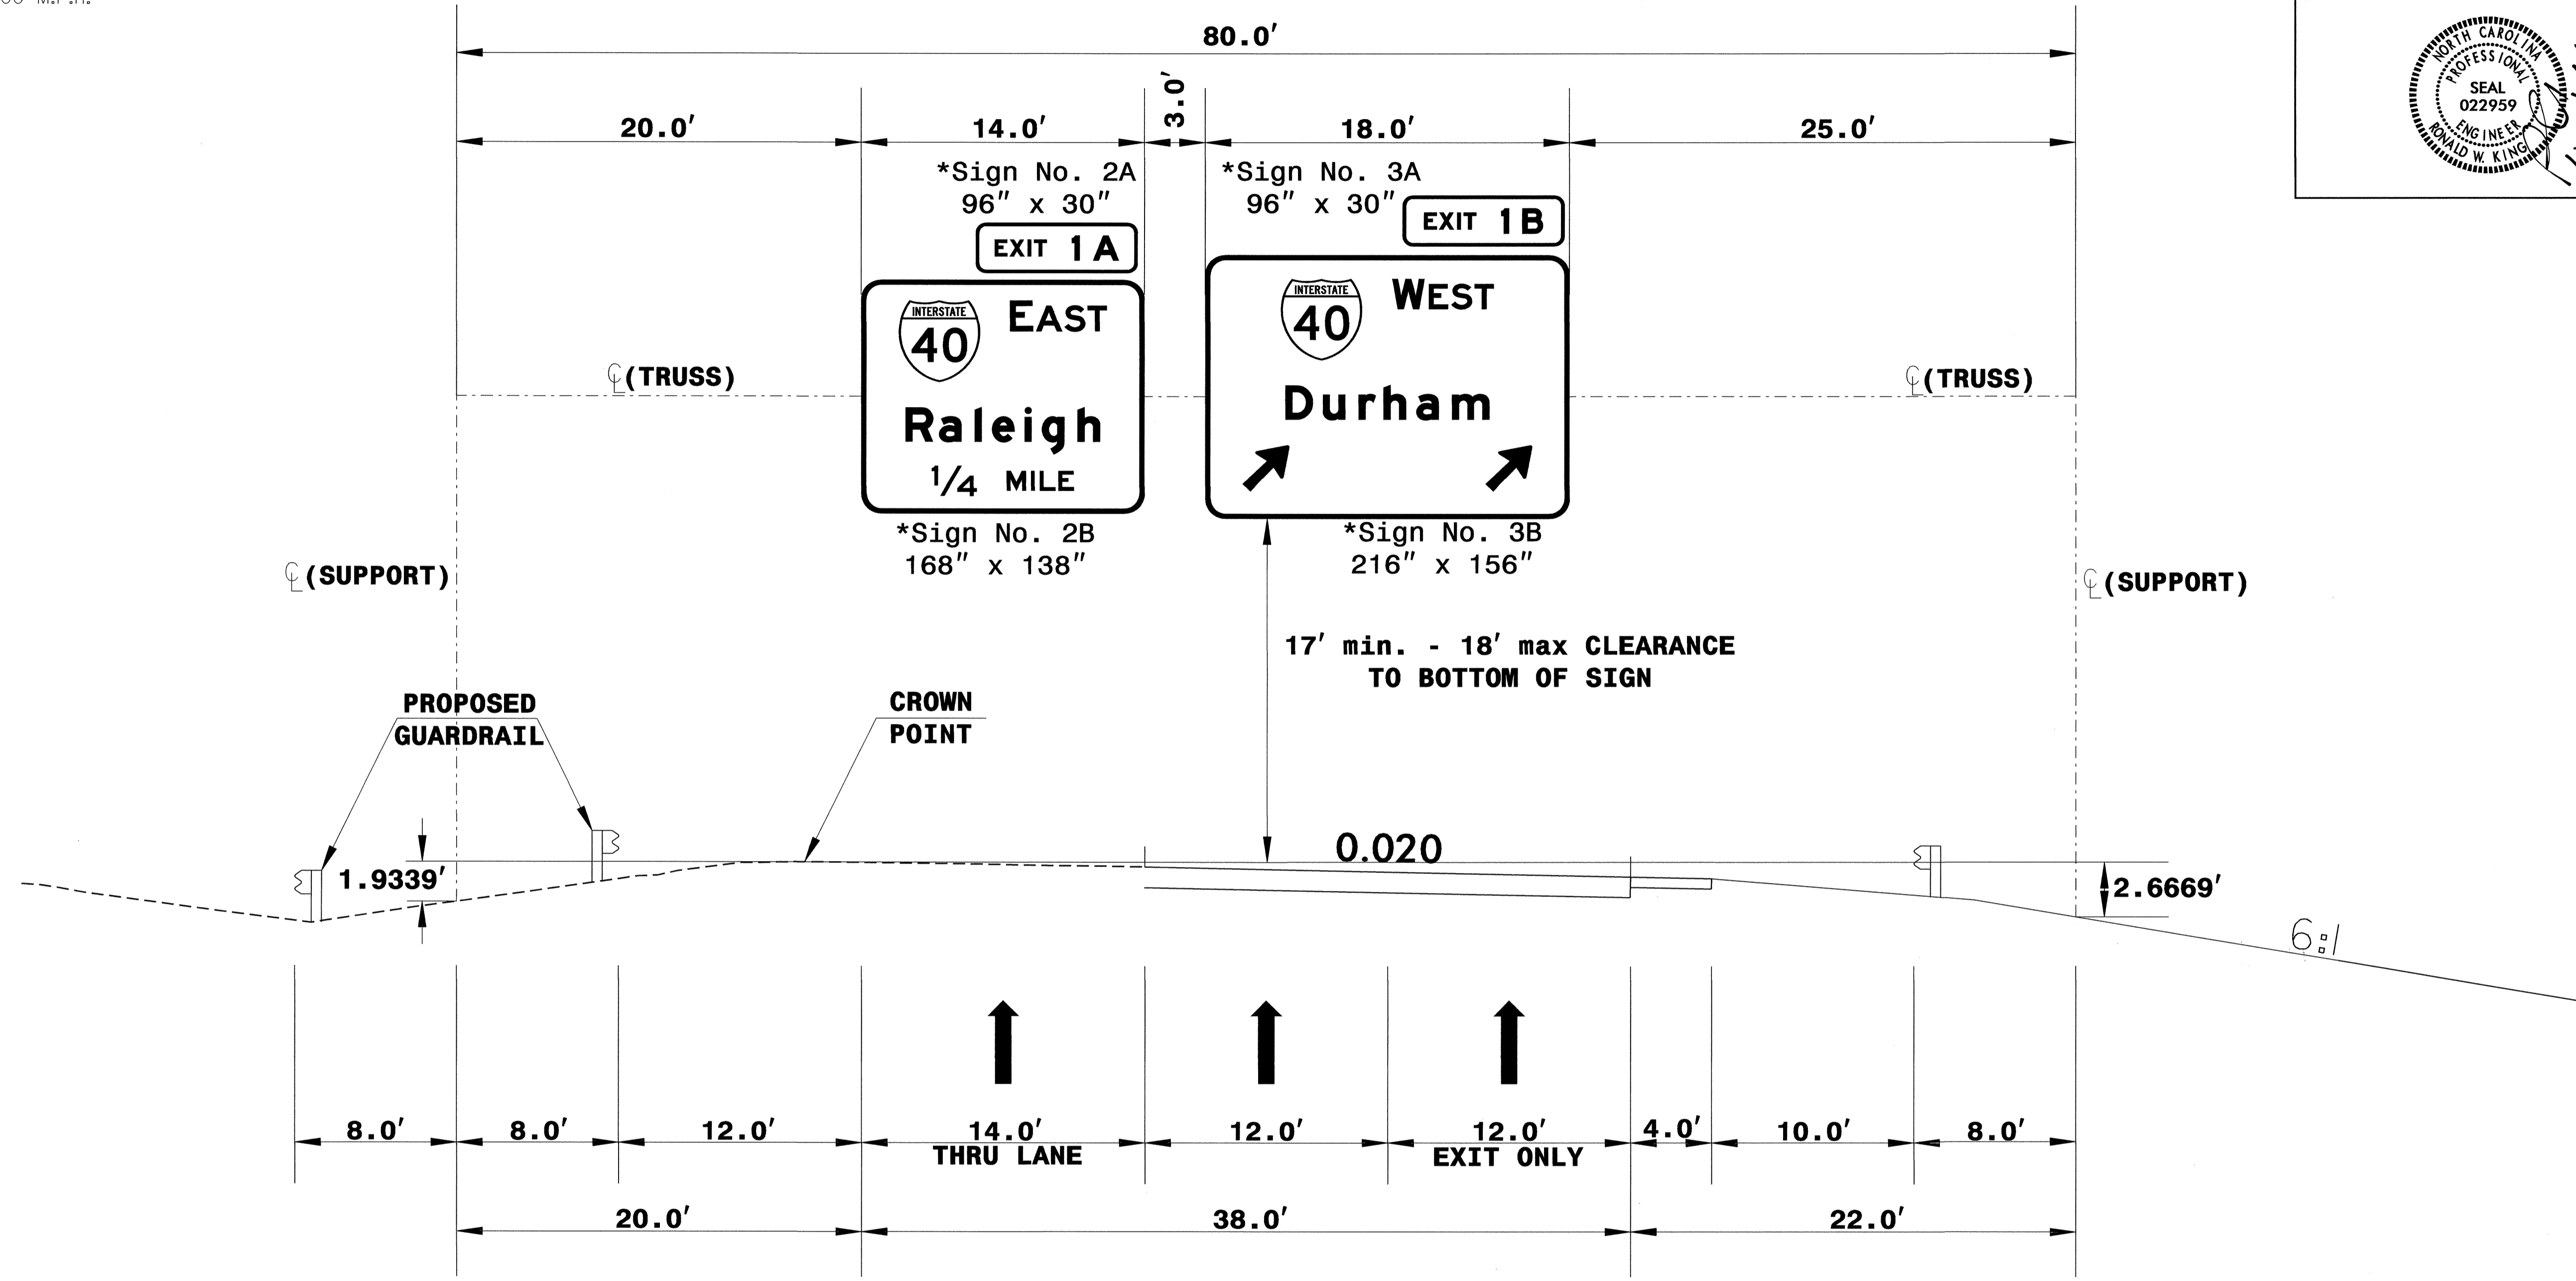 80.0′
NORTH CAROLINA
PROFESSIONAL
SEAL
022959
ENGINEER
RONALD W. KING
20.0′
14.0′
3.0′
18.0′
25.0′
*Sign No. 2A
96″ x 30″
EXIT 1A
*Sign No. 3A
96″ x 30″
EXIT 1B
INTERSTATE
40
EAST
Raleigh
1/4 MILE
INTERSTATE
40
WEST
Durham
℄ (TRUSS)
℄ (TRUSS)
*Sign No. 2B
168″ x 138″
*Sign No. 3B
216″ x 156″
℄ (SUPPORT)
℄ (SUPPORT)
17′ min. - 18′ max CLEARANCE
TO BOTTOM OF SIGN
PROPOSED
GUARDRAIL
CROWN
POINT
0.020
1.9339′
2.6669′
6:1
8.0′
8.0′
12.0′
14.0′
THRU LANE
12.0′
12.0′
EXIT ONLY
4.0′
10.0′
8.0′
20.0′
38.0′
22.0′